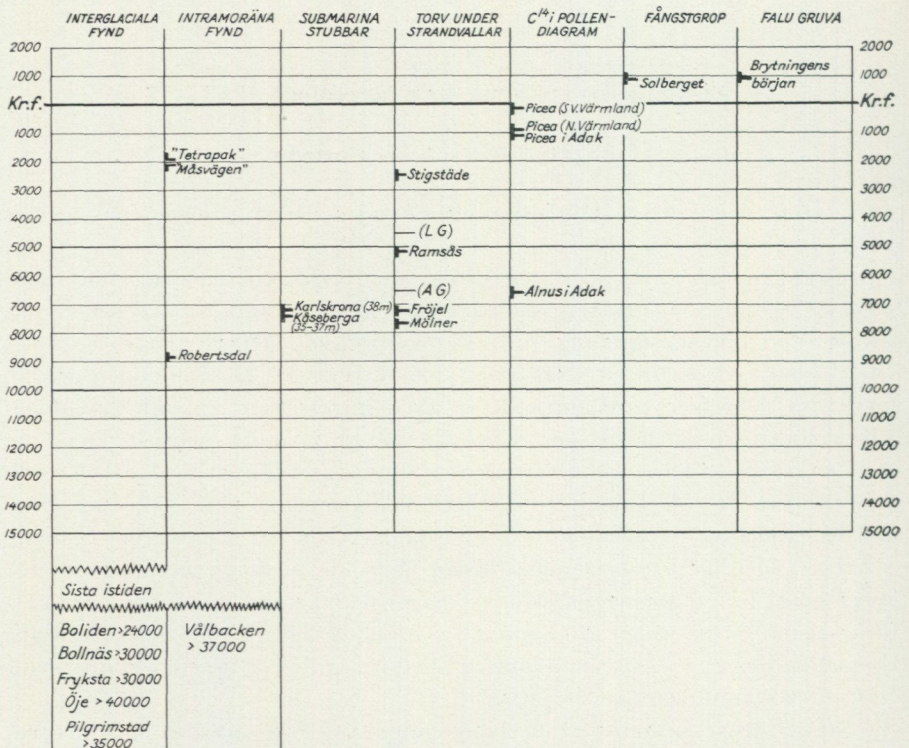 INTERGLACIALA
FYND
INTRAMORÄNA
FYND
SUBMARINA
STUBBAR
TORV UNDER
STRANDVALLAR
C¹⁴ i POLLEN-
DIAGRAM
FÅNGSTGROP
FALU GRUVA
2000
2000
1000
Solberget
Brytningens
början
1000
Kr.f.
Picea (S.V.Värmland)
Kr.f.
1000
Picea (N.Värmland)
Picea i Adak
1000
2000
"Tetrapak"
"Måsvägen"
2000
3000
Stigstäde
3000
4000
(L G)
4000
5000
Ramsås
5000
6000
(A G)
Alnus i Adak
6000
7000
Karlskrona (38m)
Kåseberga
(35-37m)
Fröjel
Mölner
7000
8000
8000
9000
Robertsdal
9000
10000
10000
11000
11000
12000
12000
13000
13000
14000
14000
15000
15000
Sista istiden
Boliden >24000
Bollnäs >30000
Fryksta >30000
Öje > 40000
Pilgrimstad
>35000
Vålbacken
> 37000